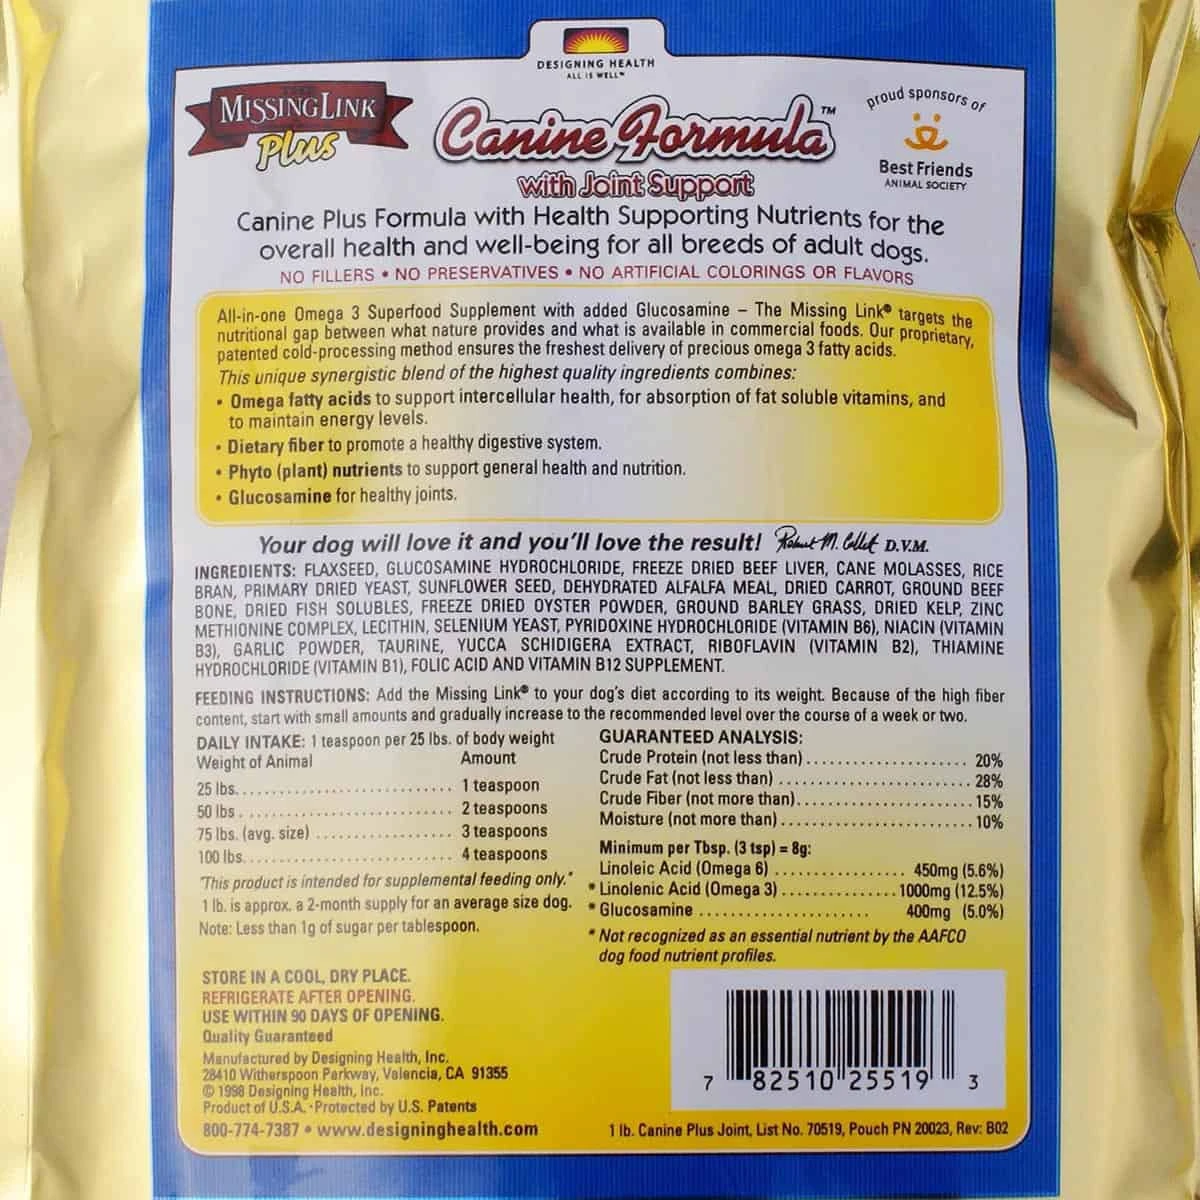 DESIGNING HEALTH
ALL IS WELL™
THE
MISSING LINK
Plus
Canine Formula™
with Joint Support
proud sponsors of
Best Friends
ANIMAL SOCIETY
Canine Plus Formula with Health Supporting Nutrients for the
overall health and well-being for all breeds of adult dogs.
NO FILLERS • NO PRESERVATIVES • NO ARTIFICIAL COLORINGS OR FLAVORS
All-in-one Omega 3 Superfood Supplement with added Glucosamine – The Missing Link® targets the
nutritional gap between what nature provides and what is available in commercial foods. Our proprietary,
patented cold-processing method ensures the freshest delivery of precious omega 3 fatty acids.
This unique synergistic blend of the highest quality ingredients combines:
• Omega fatty acids to support intercellular health, for absorption of fat soluble vitamins, and
to maintain energy levels.
• Dietary fiber to promote a healthy digestive system.
• Phyto (plant) nutrients to support general health and nutrition.
• Glucosamine for healthy joints.
Your dog will love it and you'll love the result! Robert M. Collet D.V.M.
INGREDIENTS: FLAXSEED, GLUCOSAMINE HYDROCHLORIDE, FREEZE DRIED BEEF LIVER, CANE MOLASSES, RICE
BRAN, PRIMARY DRIED YEAST, SUNFLOWER SEED, DEHYDRATED ALFALFA MEAL, DRIED CARROT, GROUND BEEF
BONE, DRIED FISH SOLUBLES, FREEZE DRIED OYSTER POWDER, GROUND BARLEY GRASS, DRIED KELP, ZINC
METHIONINE COMPLEX, LECITHIN, SELENIUM YEAST, PYRIDOXINE HYDROCHLORIDE (VITAMIN B6), NIACIN (VITAMIN
B3), GARLIC POWDER, TAURINE, YUCCA SCHIDIGERA EXTRACT, RIBOFLAVIN (VITAMIN B2), THIAMINE
HYDROCHLORIDE (VITAMIN B1), FOLIC ACID AND VITAMIN B12 SUPPLEMENT.
FEEDING INSTRUCTIONS: Add the Missing Link® to your dog's diet according to its weight. Because of the high fiber
content, start with small amounts and gradually increase to the recommended level over the course of a week or two.
DAILY INTAKE: 1 teaspoon per 25 lbs. of body weight
Weight of Animal Amount
25 lbs. 1 teaspoon
50 lbs. 2 teaspoons
75 lbs. (avg. size) 3 teaspoons
100 lbs. 4 teaspoons
"This product is intended for supplemental feeding only."
1 lb. is approx. a 2-month supply for an average size dog.
Note: Less than 1g of sugar per tablespoon.
GUARANTEED ANALYSIS:
Crude Protein (not less than) 20%
Crude Fat (not less than) 28%
Crude Fiber (not more than) 15%
Moisture (not more than) 10%
Minimum per Tbsp. (3 tsp) = 8g:
Linoleic Acid (Omega 6) 450mg (5.6%)
* Linolenic Acid (Omega 3) 1000mg (12.5%)
* Glucosamine 400mg (5.0%)
* Not recognized as an essential nutrient by the AAFCO
dog food nutrient profiles.
STORE IN A COOL, DRY PLACE.
REFRIGERATE AFTER OPENING.
USE WITHIN 90 DAYS OF OPENING.
Quality Guaranteed
Manufactured by Designing Health, Inc.
28410 Witherspoon Parkway, Valencia, CA 91355
© 1998 Designing Health, Inc.
Product of U.S.A. · Protected by U.S. Patents
800-774-7387 • www.designinghealth.com
7 82510 25519 3
1 lb. Canine Plus Joint, List No. 70519, Pouch PN 20023, Rev: B02